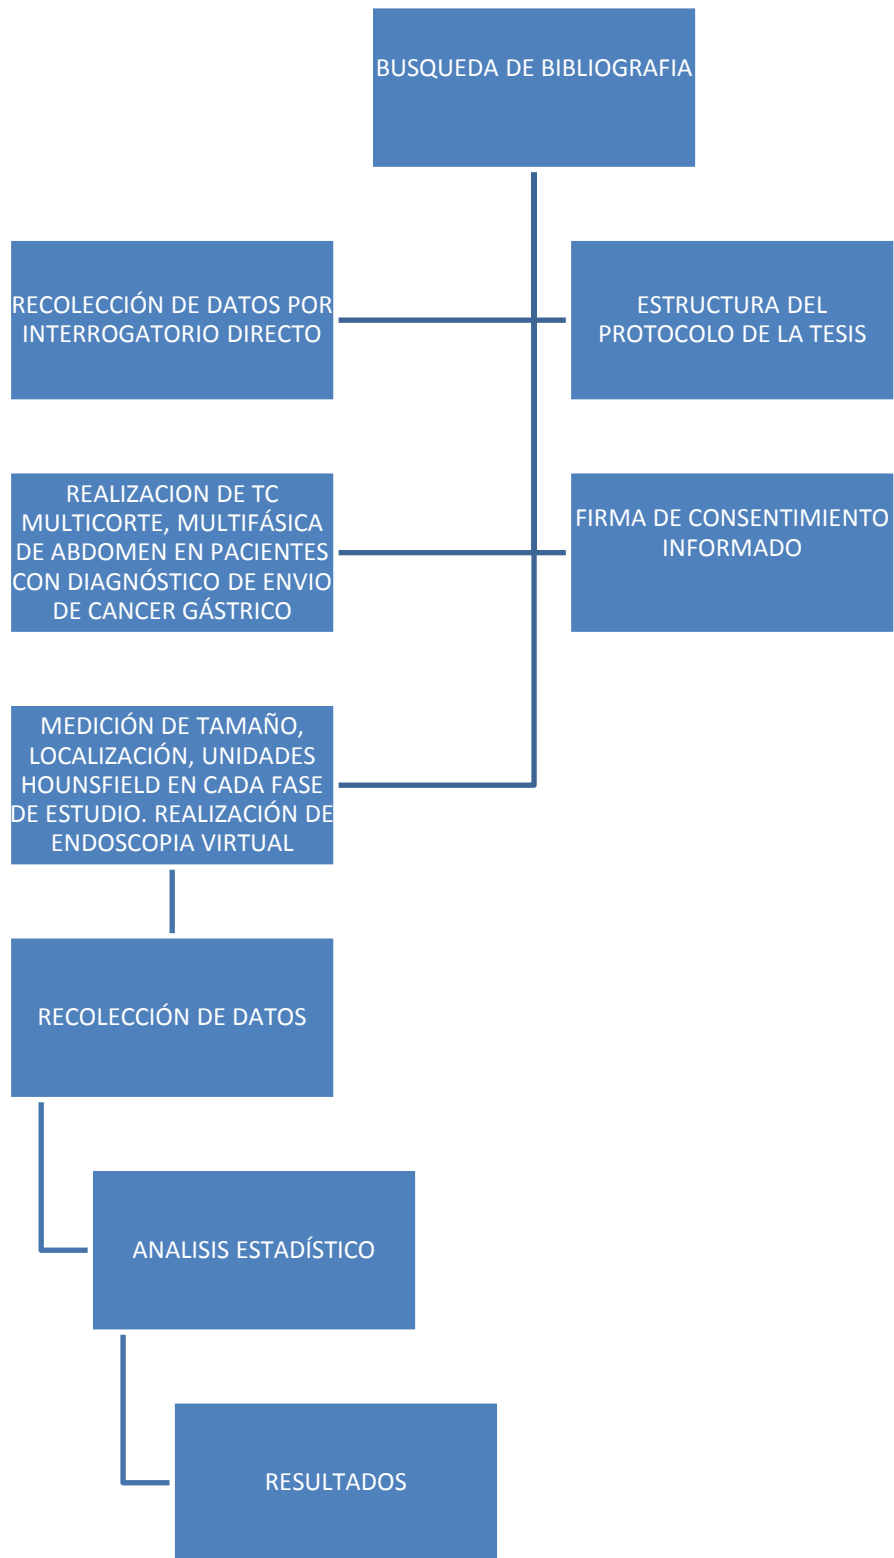 BUSQUEDA DE BIBLIOGRAFIA
RECOLECCIÓN DE DATOS POR
INTERROGATORIO DIRECTO
ESTRUCTURA DEL
PROTOCOLO DE LA TESIS
REALIZACION DE TC
MULTICORTE, MULTIFÁSICA
DE ABDOMEN EN PACIENTES
CON DIAGNÓSTICO DE ENVIO
DE CANCER GÁSTRICO
FIRMA DE CONSENTIMIENTO
INFORMADO
MEDICIÓN DE TAMAÑO,
LOCALIZACIÓN, UNIDADES
HOUNSFIELD EN CADA FASE
DE ESTUDIO. REALIZACIÓN DE
ENDOSCOPIA VIRTUAL
RECOLECCIÓN DE DATOS
ANALISIS ESTADÍSTICO
RESULTADOS